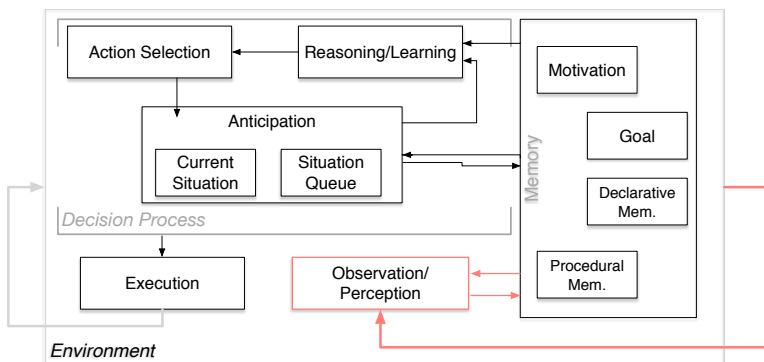 Action Selection
Reasoning/Learning
Motivation
Anticipation
Goal
Current
Situation
Situation
Queue
Memory
Declarative
Mem.
Decision Process
Execution
Observation/
Perception
Procedural
Mem.
Environment